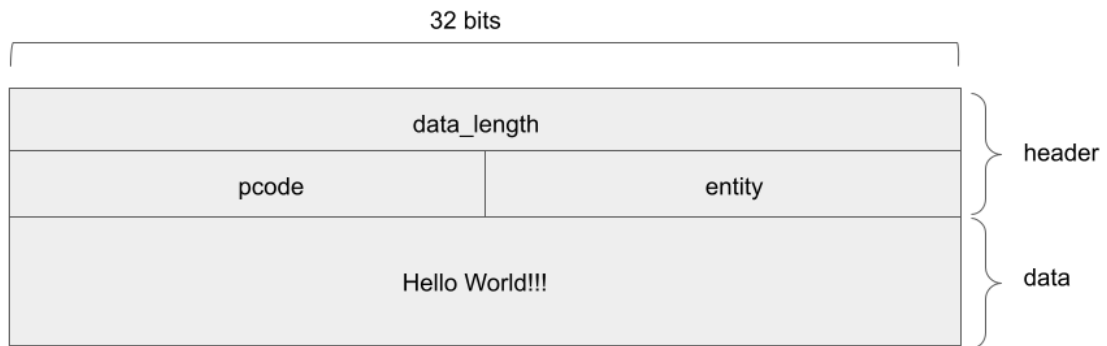 32 bits
data_length
header
pcode entity
Hello World!!!
data